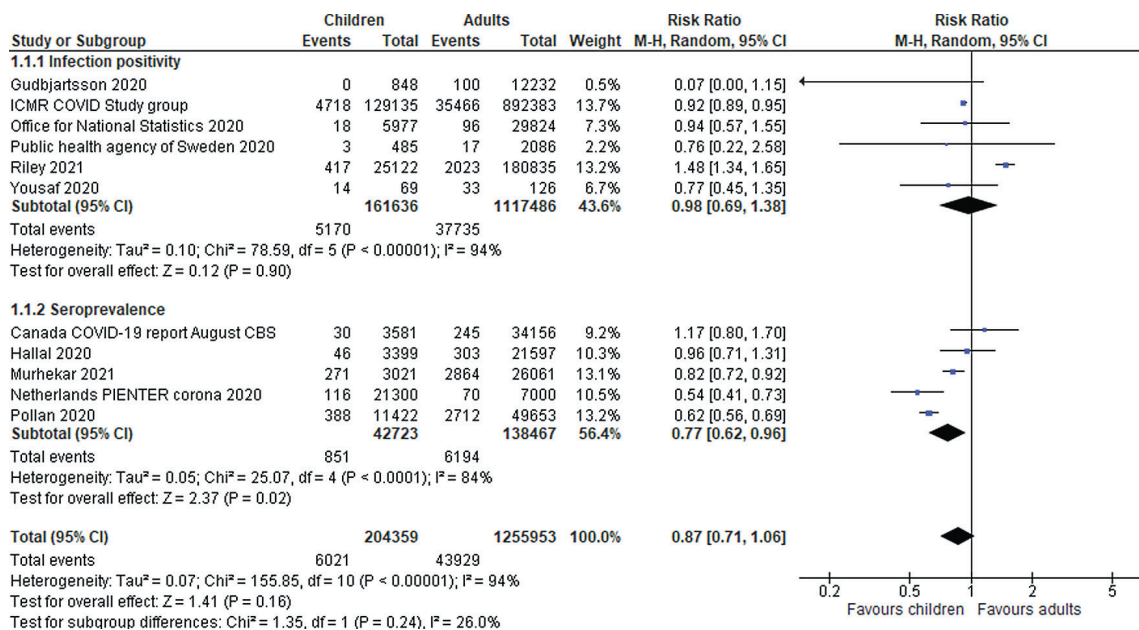 Children Adults Risk Ratio Risk Ratio
Study or Subgroup Events Total Events Total Weight M-H, Random, 95% CI M-H, Random, 95% CI
1.1.1 Infection positivity
Gudbjartsson 2020 0 848 100 12232 0.5% 0.07 [0.00, 1.15]
ICMR COVID Study group 4718 129135 35466 892383 13.7% 0.92 [0.89, 0.95]
Office for National Statistics 2020 18 5977 96 29824 7.3% 0.94 [0.57, 1.55]
Public health agency of Sweden 2020 3 485 17 2086 2.2% 0.76 [0.22, 2.58]
Riley 2021 417 25122 2023 180835 13.2% 1.48 [1.34, 1.65]
Yousaf 2020 14 69 33 126 6.7% 0.77 [0.45, 1.35]
Subtotal (95% CI) 161636 1117486 43.6% 0.98 [0.69, 1.38]
Total events 5170 37735
Heterogeneity: Tau² = 0.10; Chi² = 78.59, df = 5 (P < 0.00001); I² = 94%
Test for overall effect: Z = 0.12 (P = 0.90)
1.1.2 Seroprevalence
Canada COVID-19 report August CBS 30 3581 245 34156 9.2% 1.17 [0.80, 1.70]
Hallal 2020 46 3399 303 21597 10.3% 0.96 [0.71, 1.31]
Murhekar 2021 271 3021 2864 26061 13.1% 0.82 [0.72, 0.92]
Netherlands PIENTER corona 2020 116 21300 70 7000 10.5% 0.54 [0.41, 0.73]
Pollan 2020 388 11422 2712 49653 13.2% 0.62 [0.56, 0.69]
Subtotal (95% CI) 42723 138467 56.4% 0.77 [0.62, 0.96]
Total events 851 6194
Heterogeneity: Tau² = 0.05; Chi² = 25.07, df = 4 (P < 0.0001); I² = 84%
Test for overall effect: Z = 2.37 (P = 0.02)
Total (95% CI) 204359 1255953 100.0% 0.87 [0.71, 1.06]
Total events 6021 43929
Heterogeneity: Tau² = 0.07; Chi² = 155.85, df = 10 (P < 0.00001); I² = 94%
Test for overall effect: Z = 1.41 (P = 0.16)
Test for subgroup differences: Chi² = 1.35, df = 1 (P = 0.24), I² = 26.0%
0.2 0.5 1 2 5
Favours children Favours adults